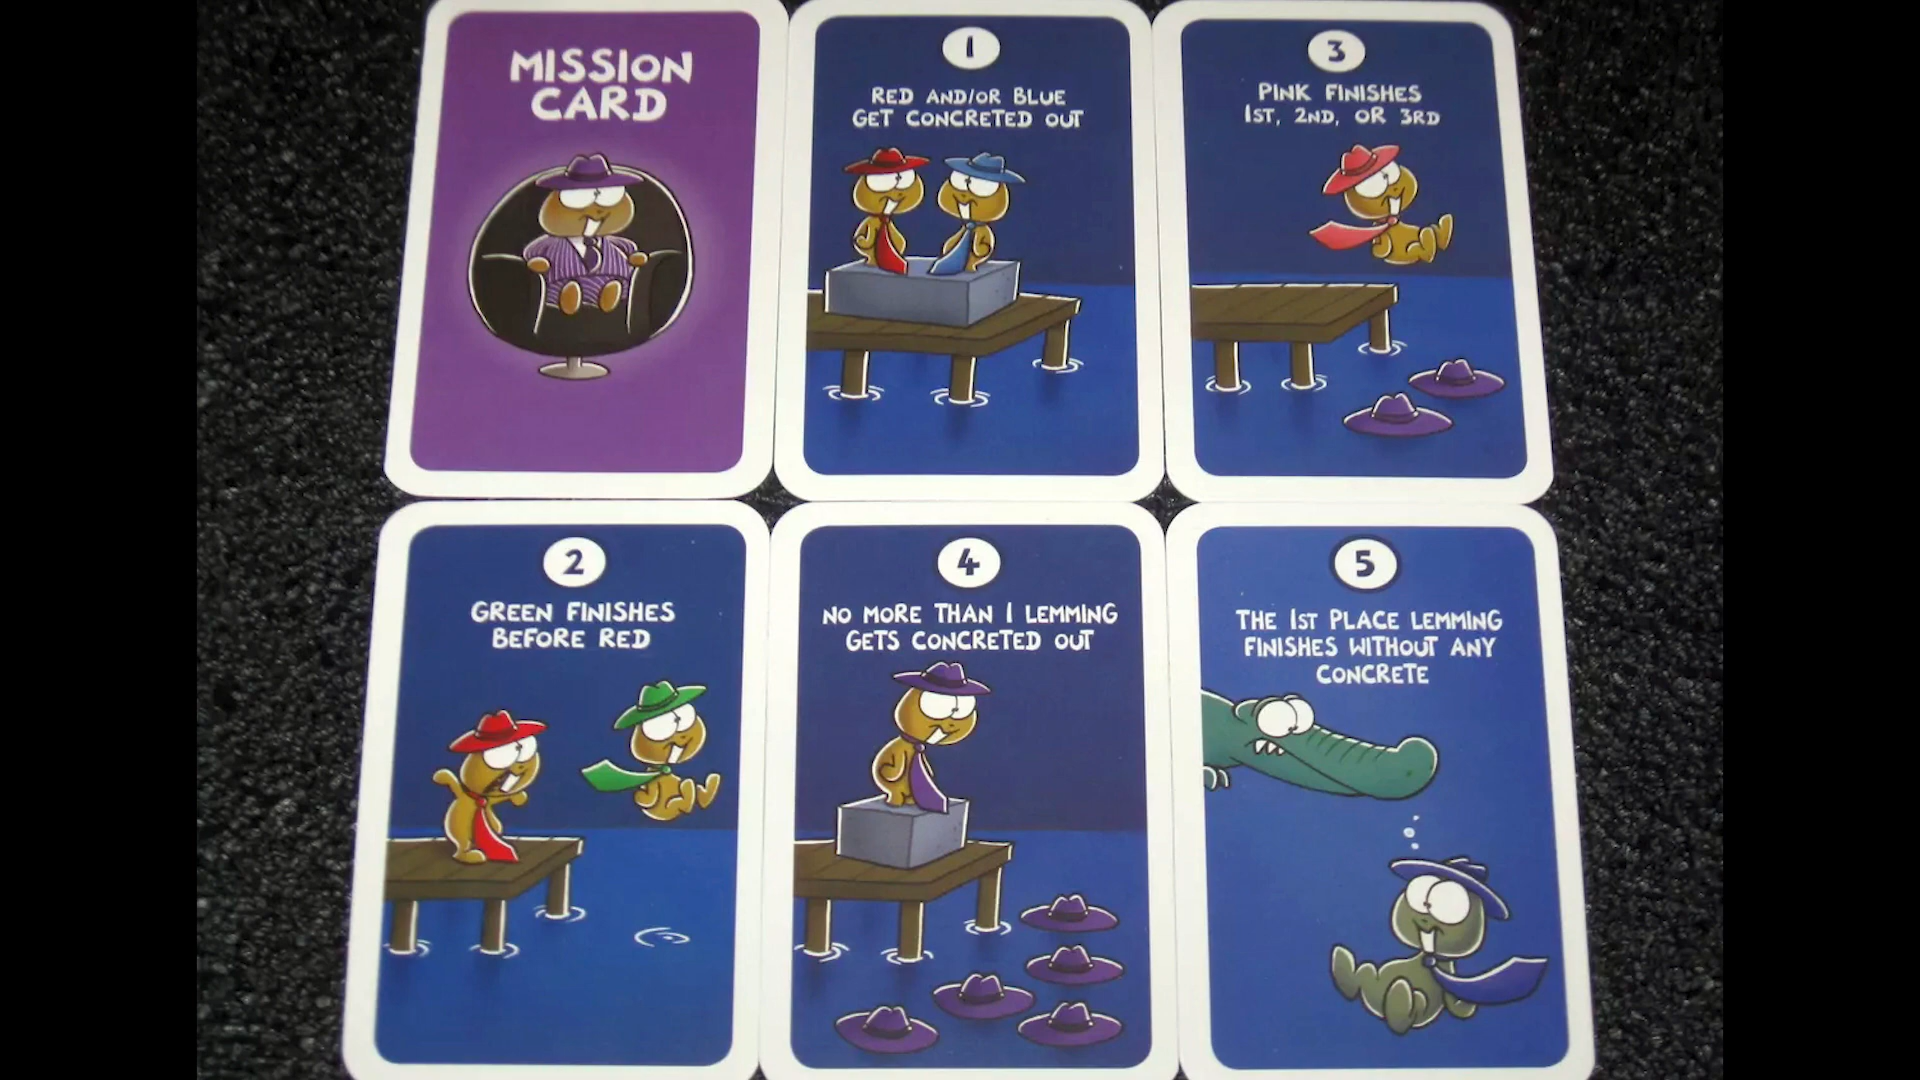 MISSION
CARD
1
RED AND/OR BLUE
GET CONCRETED OUT
3
PINK FINISHES
1ST, 2ND, OR 3RD
2
GREEN FINISHES
BEFORE RED
4
NO MORE THAN 1 LEMMING
GETS CONCRETED OUT
5
THE 1ST PLACE LEMMING
FINISHES WITHOUT ANY
CONCRETE